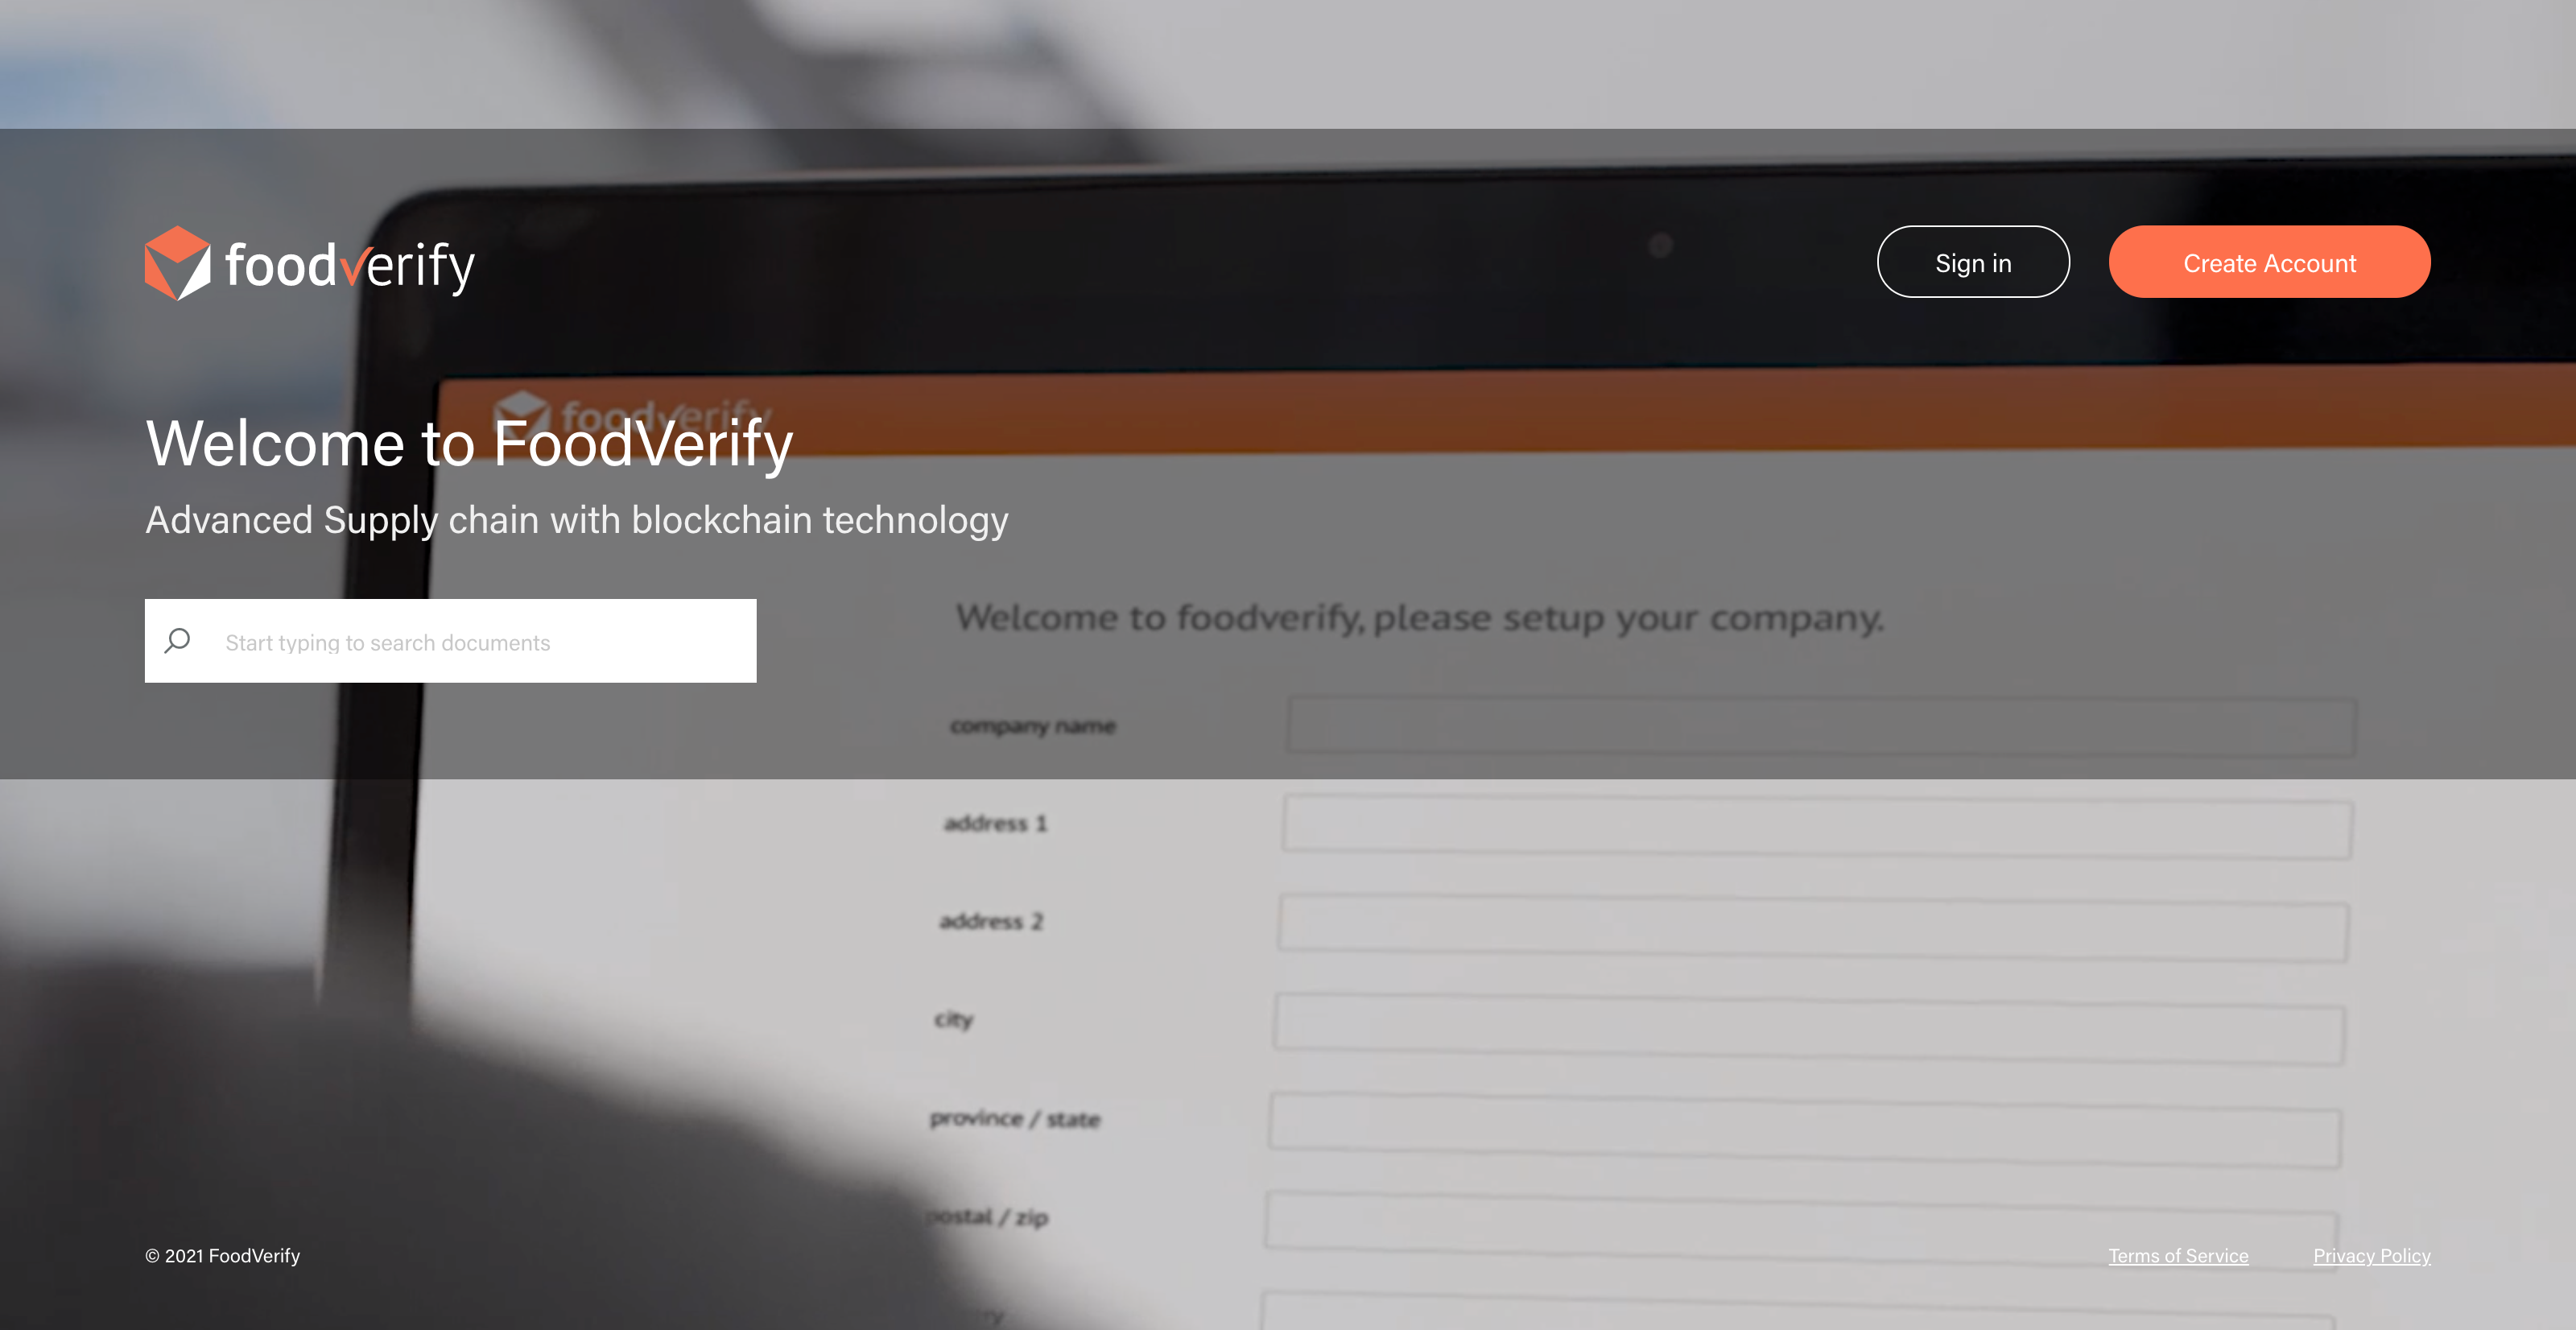 foodverify
Sign in
Create Account
foodverify
Welcome to FoodVerify
Advanced Supply chain with blockchain technology
Start typing to search documents
Welcome to foodverify, please setup your company.
company name
address 1
address 2
city
province / state
postal / zip
© 2021 FoodVerify
Terms of Service
Privacy Policy